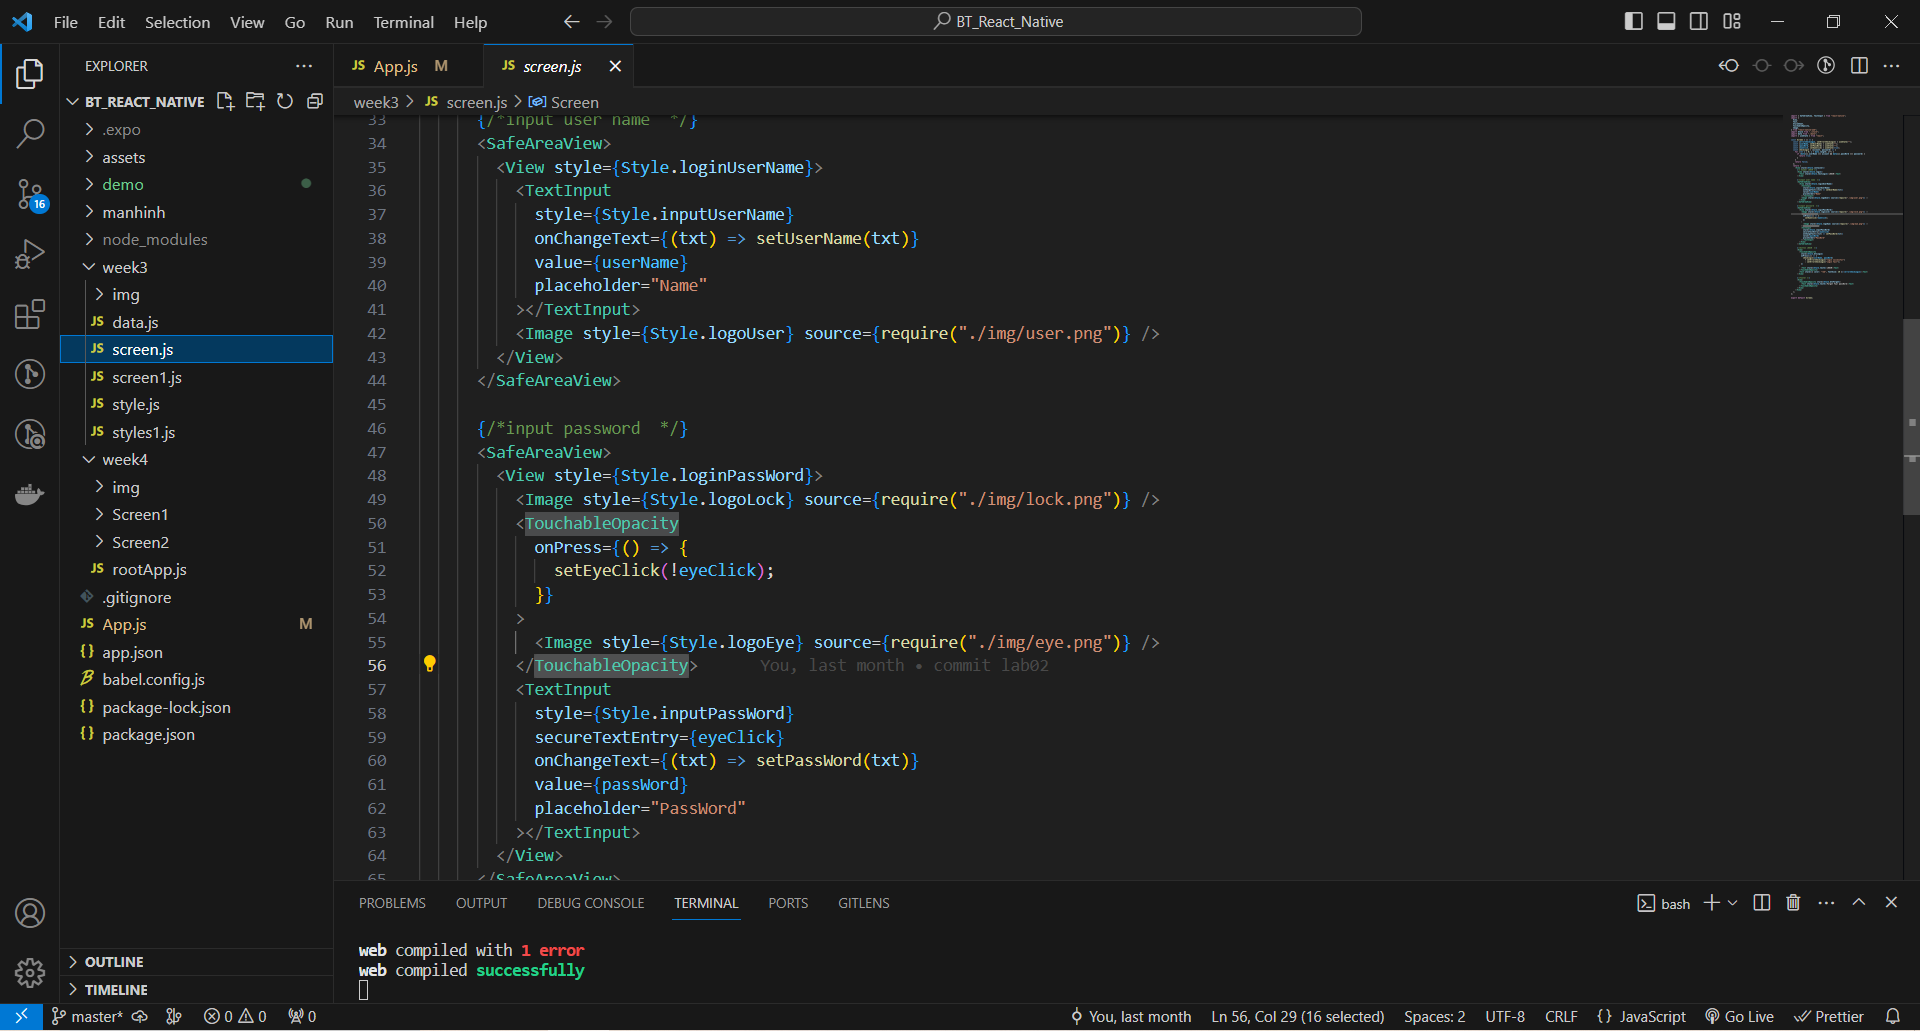 File Edit Selection View Go Run Terminal Help
BT_React_Native
EXPLORER
BT_REACT_NATIVE
.expo
assets
demo
manhinh
node_modules
week3
img
JS data.js
JS screen.js
JS screen1.js
JS style.js
JS styles1.js
week4
img
Screen1
Screen2
JS rootApp.js
.gitignore
JS App.js M
{} app.json
babel.config.js
{} package-lock.json
{} package.json
OUTLINE
TIMELINE
16
JS App.js M
JS screen.js
week3 > JS screen.js > Screen
33 {/*input user name  */}
34 <SafeAreaView>
35 <View style={Style.loginUserName}>
36 <TextInput
37 style={Style.inputUserName}
38 onChangeText={(txt) => setUserName(txt)}
39 value={userName}
40 placeholder="Name"
41 ></TextInput>
42 <Image style={Style.logoUser} source={require("./img/user.png")} />
43 </View>
44 </SafeAreaView>
45
46 {/*input password  */}
47 <SafeAreaView>
48 <View style={Style.loginPassWord}>
49 <Image style={Style.logoLock} source={require("./img/lock.png")} />
50 <TouchableOpacity
51 onPress={() => {
52 setEyeClick(!eyeClick);
53 }}
54 >
55 <Image style={Style.logoEye} source={require("./img/eye.png")} />
56 </TouchableOpacity> You, last month • commit lab02
57 <TextInput
58 style={Style.inputPassWord}
59 secureTextEntry={eyeClick}
60 onChangeText={(txt) => setPassWord(txt)}
61 value={passWord}
62 placeholder="PassWord"
63 ></TextInput>
64 </View>
65 </SafeAreaView>
PROBLEMS OUTPUT DEBUG CONSOLE TERMINAL PORTS GITLENS
bash
web compiled with 1 error
web compiled successfully
master* 0 0 0 You, last month Ln 56, Col 29 (16 selected) Spaces: 2 UTF-8 CRLF {} JavaScript Go Live Prettier